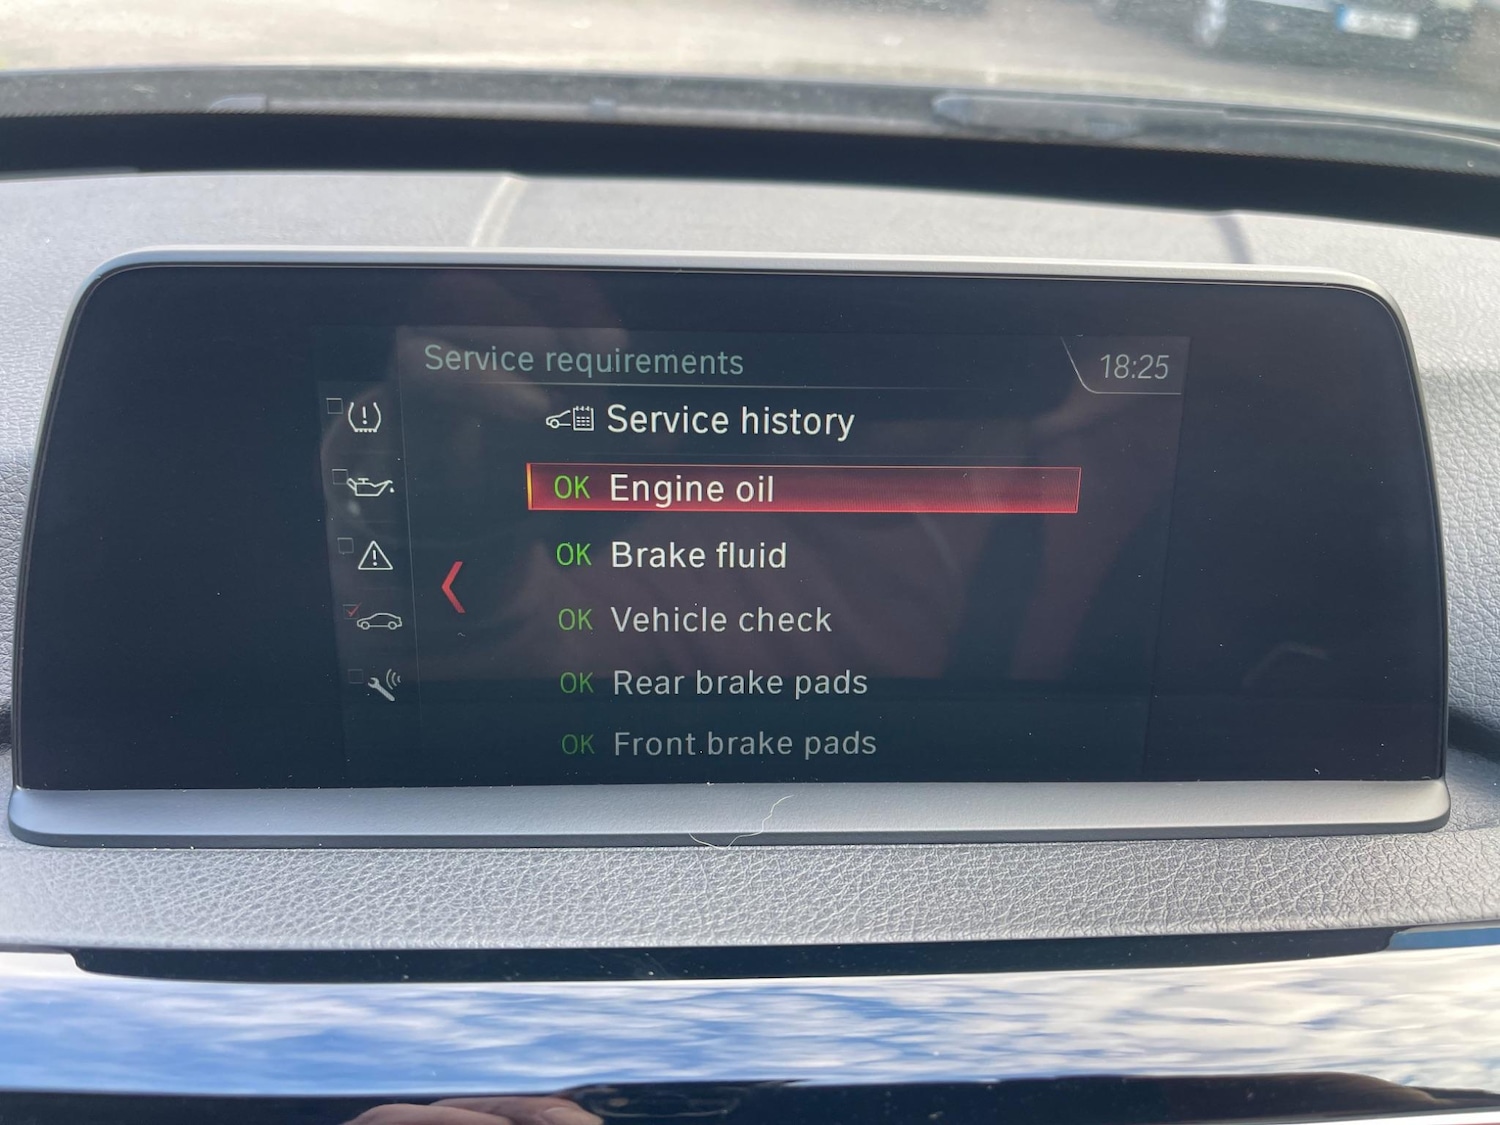 Service requirements
18:25
Service history
OK Engine oil
OK Brake fluid
OK Vehicle check
OK Rear brake pads
OK Front brake pads